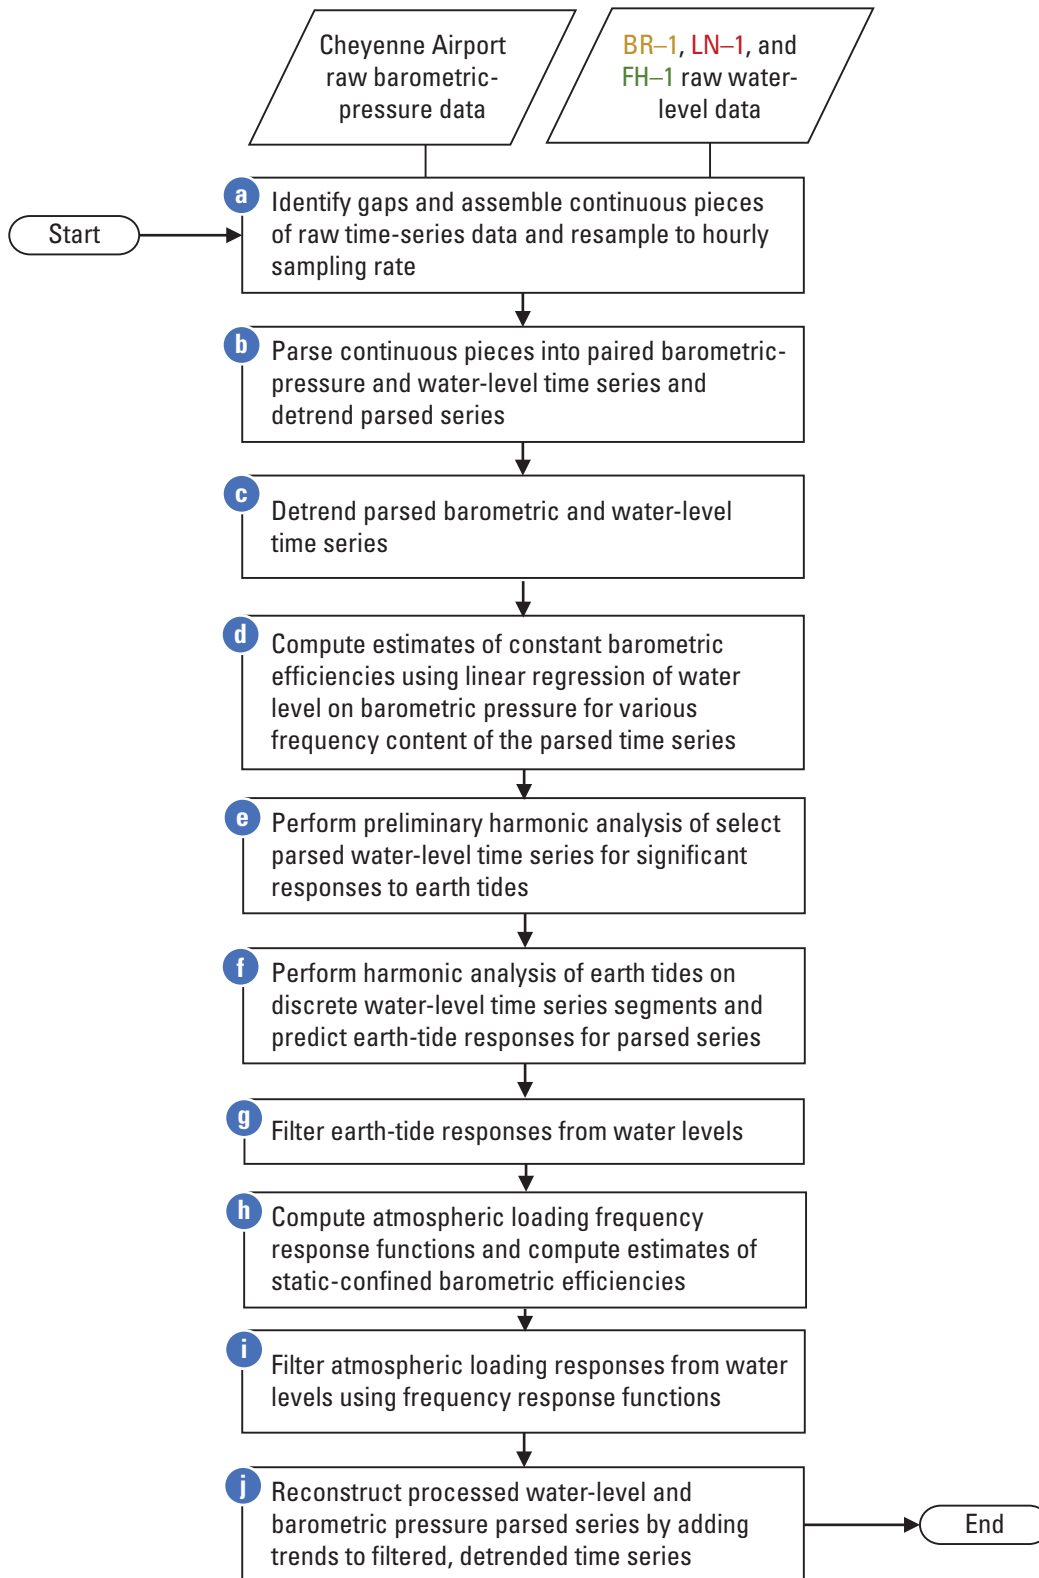 Cheyenne Airport
raw barometric-
pressure data
BR–1, LN–1, and
FH–1 raw water-
level data
Start
a
Identify gaps and assemble continuous pieces
of raw time-series data and resample to hourly
sampling rate
b
Parse continuous pieces into paired barometric-
pressure and water-level time series and
detrend parsed series
c
Detrend parsed barometric and water-level
time series
d
Compute estimates of constant barometric
efficiencies using linear regression of water
level on barometric pressure for various
frequency content of the parsed time series
e
Perform preliminary harmonic analysis of select
parsed water-level time series for significant
responses to earth tides
f
Perform harmonic analysis of earth tides on
discrete water-level time series segments and
predict earth-tide responses for parsed series
g
Filter earth-tide responses from water levels
h
Compute atmospheric loading frequency
response functions and compute estimates of
static-confined barometric efficiencies
i
Filter atmospheric loading responses from water
levels using frequency response functions
j
Reconstruct processed water-level and
barometric pressure parsed series by adding
trends to filtered, detrended time series
End